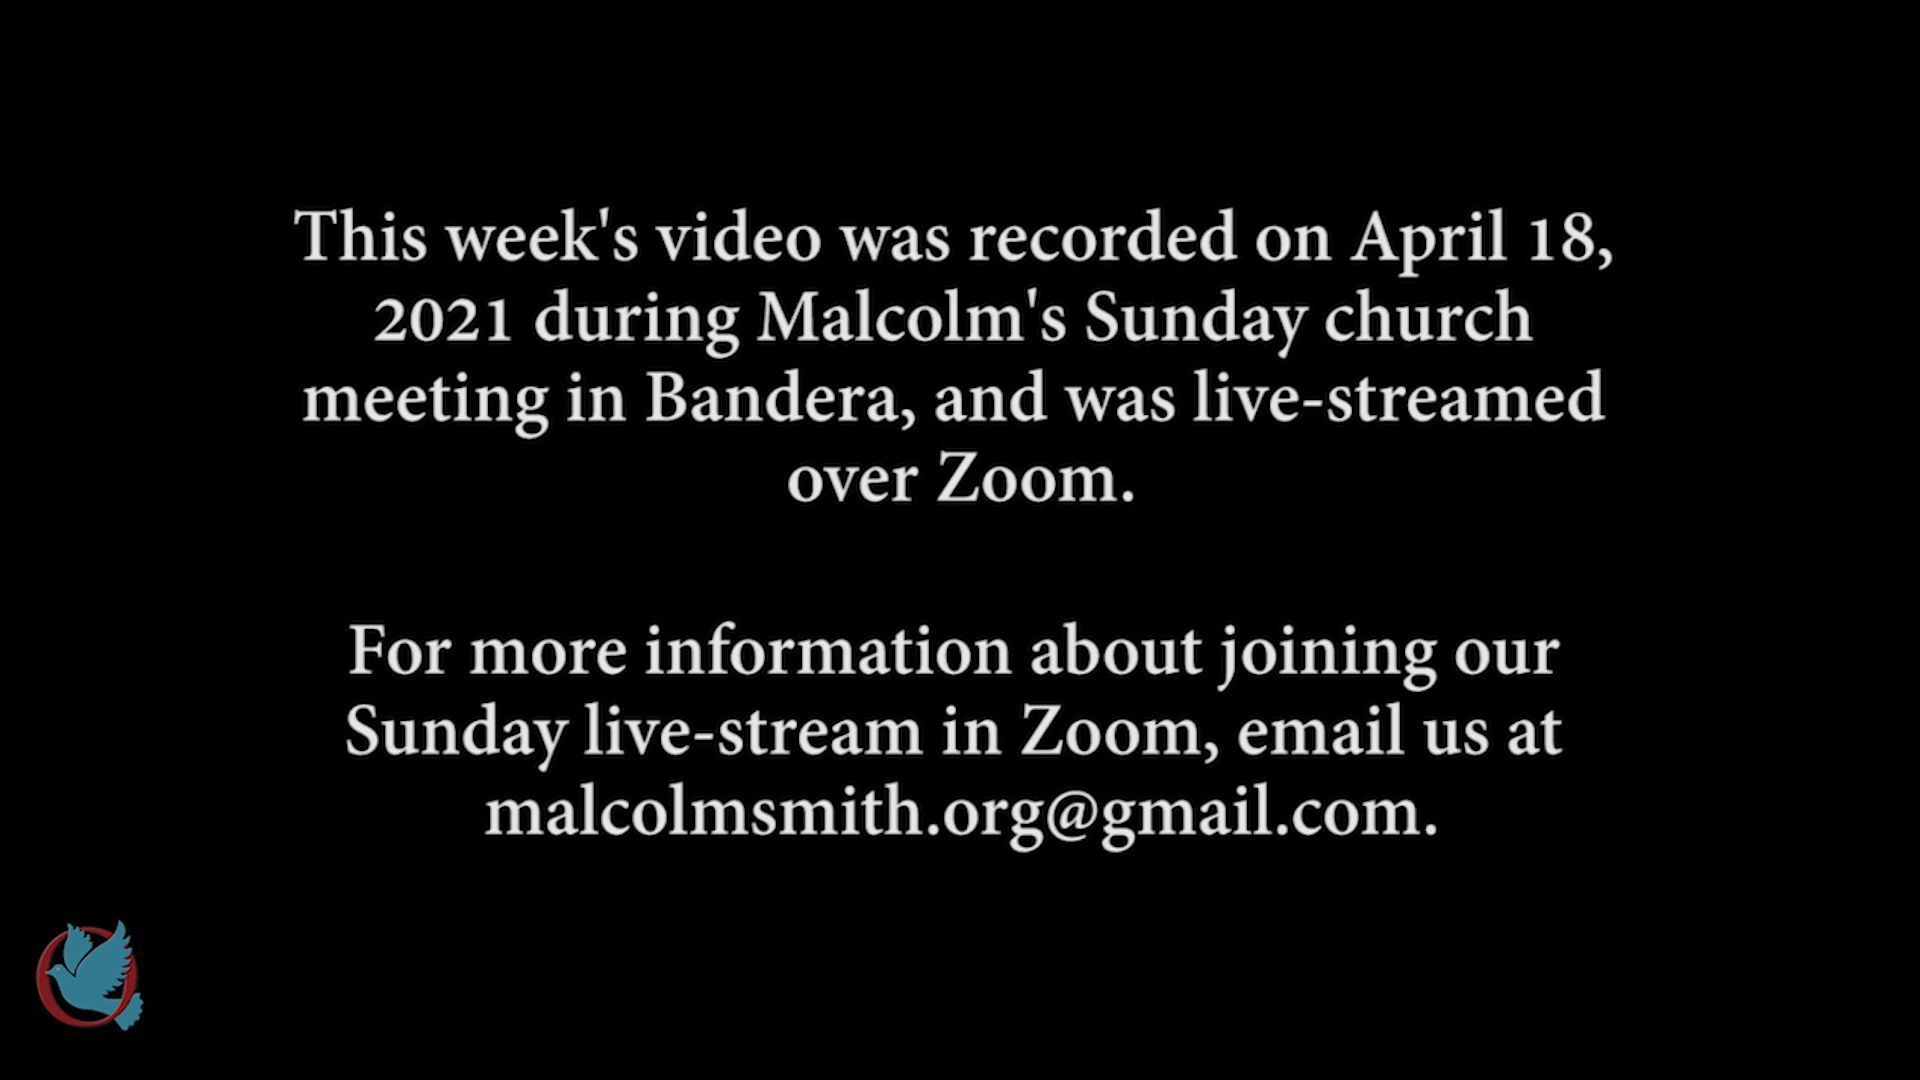 This week's video was recorded on April 18,
2021 during Malcolm's Sunday church
meeting in Bandera, and was live-streamed
over Zoom.
For more information about joining our
Sunday live-stream in Zoom, email us at
malcolmsmith.org@gmail.com.